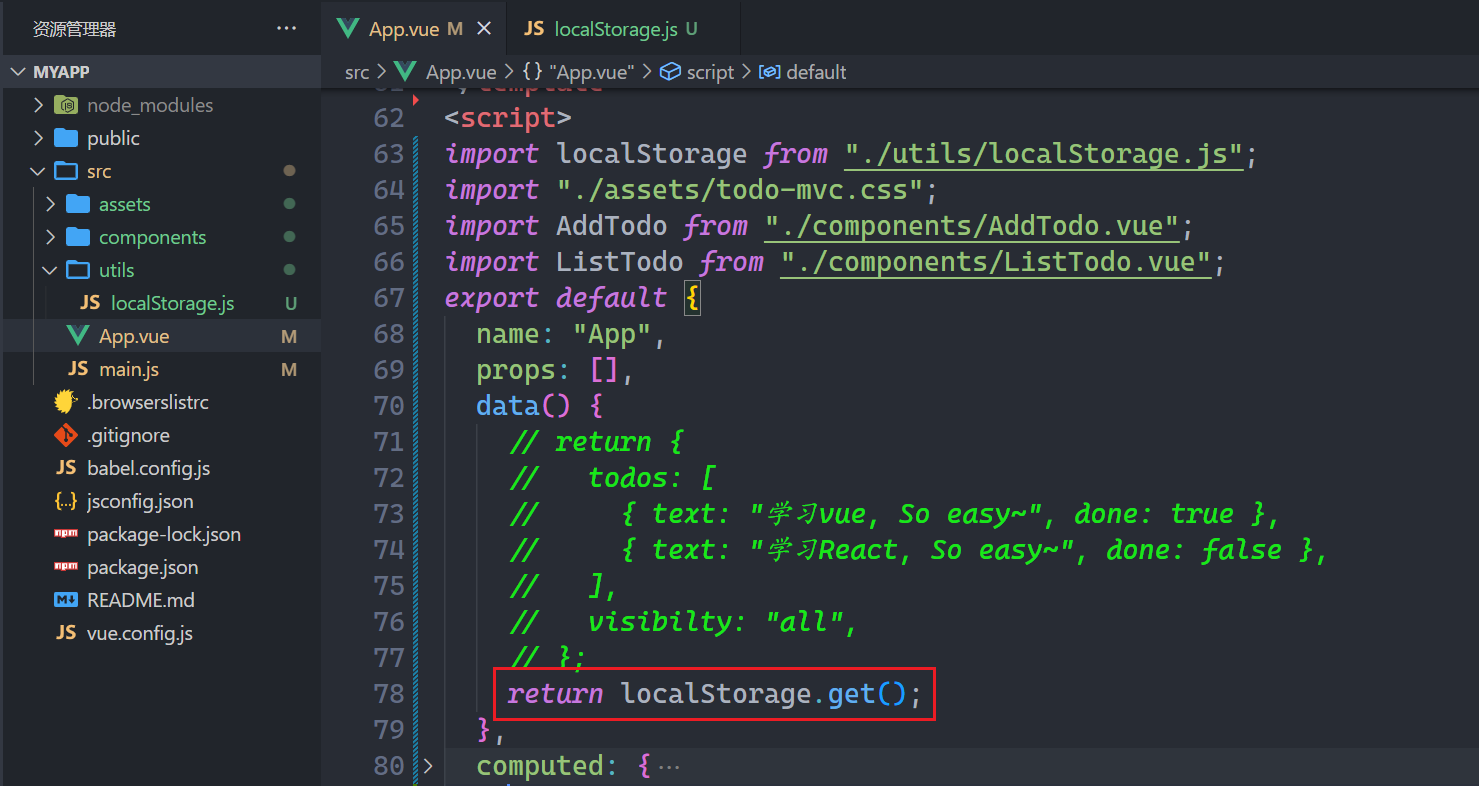 资源管理器 ...
App.vue M
JS localStorage.js U
MYAPP
src > App.vue > {} "App.vue" > script > default
node_modules
public
src
assets
components
utils
JS localStorage.js U
App.vue M
JS main.js M
.browserslistrc
.gitignore
JS babel.config.js
{..} jsconfig.json
npm package-lock.json
npm package.json
README.md
JS vue.config.js
62 <script>
63 import localStorage from "./utils/localStorage.js";
64 import "./assets/todo-mvc.css";
65 import AddTodo from "./components/AddTodo.vue";
66 import ListTodo from "./components/ListTodo.vue";
67 export default {
68 name: "App",
69 props: [],
70 data() {
71 // return {
72 // todos: [
73 // { text: "学习vue, So easy~", done: true },
74 // { text: "学习React, So easy~", done: false },
75 // ],
76 // visibilty: "all",
77 // };
78 return localStorage.get();
79 },
80 computed: { ...